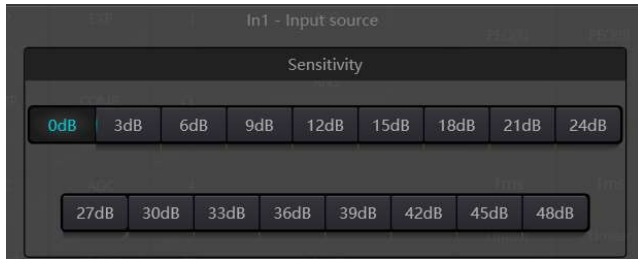 In1 - Input source
Sensitivity
0dB 3dB 6dB 9dB 12dB 15dB 18dB 21dB 24dB
27dB 30dB 33dB 36dB 39dB 42dB 45dB 48dB